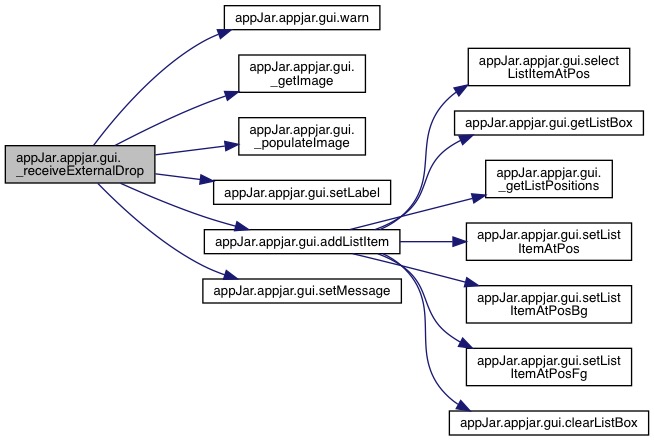 appJar.appjar.gui.
_receiveExternalDrop
appJar.appjar.gui.warn
appJar.appjar.gui.
_getImage
appJar.appjar.gui.
_populateImage
appJar.appjar.gui.setLabel
appJar.appjar.gui.addListItem
appJar.appjar.gui.setMessage
appJar.appjar.gui.select
ListItemAtPos
appJar.appjar.gui.getListBox
appJar.appjar.gui.
_getListPositions
appJar.appjar.gui.setList
ItemAtPos
appJar.appjar.gui.setList
ItemAtPosBg
appJar.appjar.gui.setList
ItemAtPosFg
appJar.appjar.gui.clearListBox